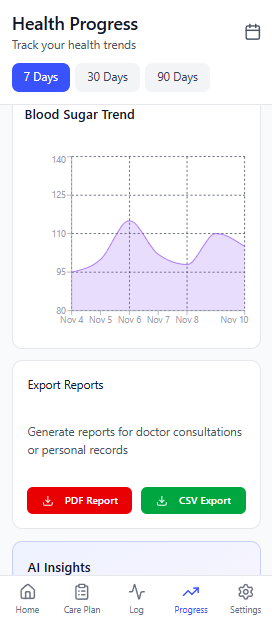 Health Progress
Track your health trends
7 Days
30 Days
90 Days
Blood Sugar Trend
140
125
110
95
80
Nov 4 Nov 5 Nov 6 Nov 7 Nov 8 Nov 10
Export Reports
Generate reports for doctor consultations
or personal records
PDF Report
CSV Export
AI Insights
Home Care Plan Log Progress Settings